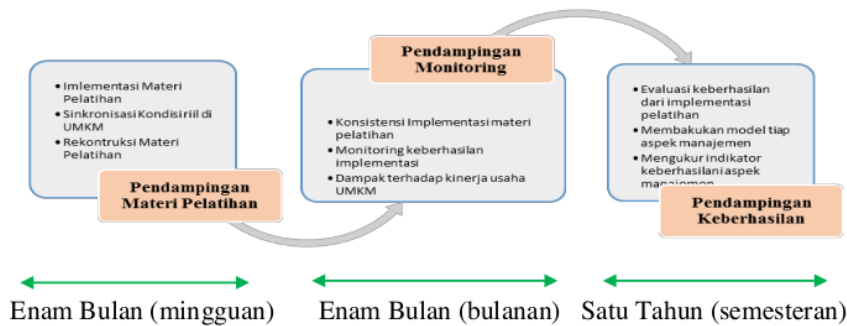 • Imlementasi Materi
Pelatihan
• Sinkronisasi Kondisi riil di
UMKM
• Rekontruksi Materi
Pelatihan
Pendampingan
Materi Pelatihan
Pendampingan
Monitoring
• Konsistensi Implementasi materi
pelatihan
• Monitoring keberhasilan
implementasi
• Dampak terhadap kinerja usaha
UMKM
• Evaluasi keberhasilan
dari implementasi
pelatihan
• Membakukan model tiap
aspek manajemen
• Mengukur indikator
keberhasilani aspek
manajemen
Pendampingan
Keberhasilan
Enam Bulan (mingguan)
Enam Bulan (bulanan)
Satu Tahun (semesteran)